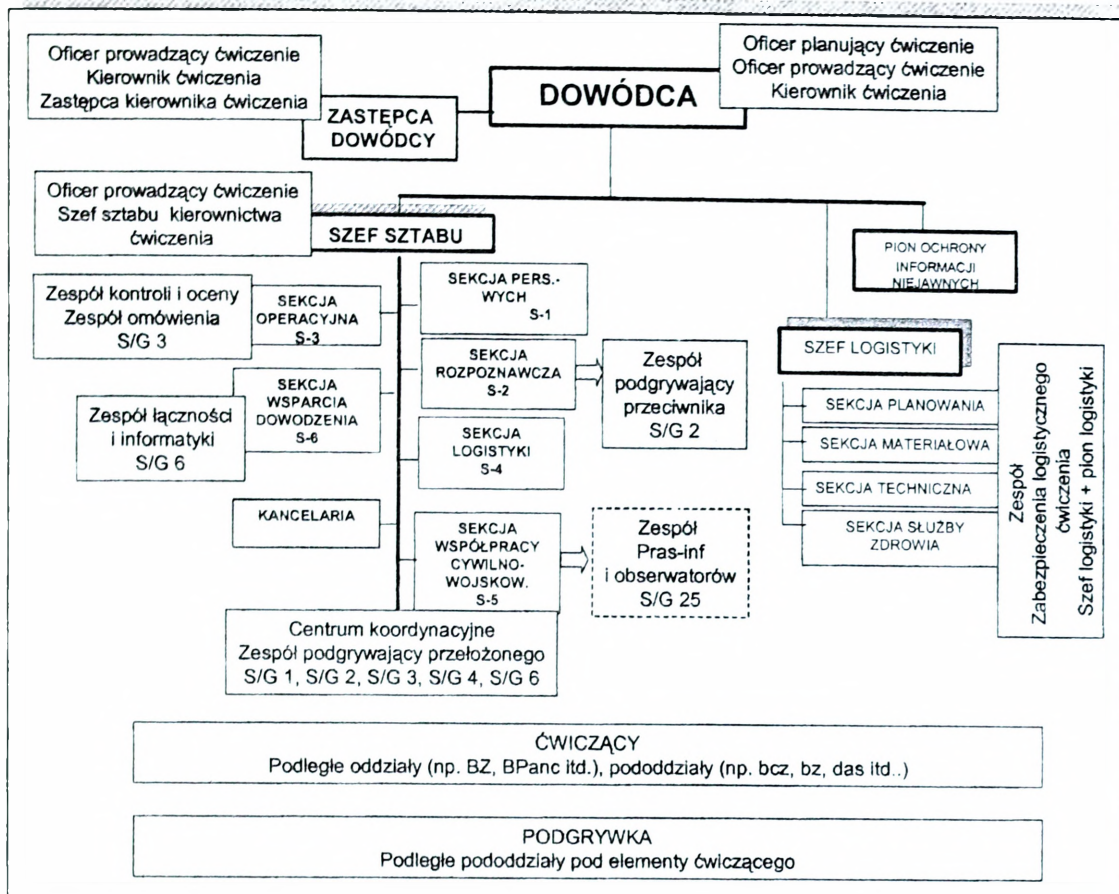 Oficer prowadzący ćwiczenie
Kierownik ćwiczenia
Zastępca kierownika ćwiczenia
ZASTĘPCA
DOWÓDCY
DOWÓDCA
Oficer planujący ćwiczenie
Oficer prowadzący ćwiczenie
Kierownik ćwiczenia
Oficer prowadzący ćwiczenie
Szef sztabu kierownictwa
ćwiczenia
SZEF SZTABU
PION OCHRONY
INFORMACJI
NIEJAWNYCH
Zespół kontroli i oceny
Zespół omówienia
S/G 3
SEKCJA
OPERACYJNA
S-3
SEKCJA PERS.-
WYCH
S-1
Zespół łączności
i informatyki
S/G 6
SEKCJA
WSPARCIA
DOWODZENIA
S-6
SEKCJA
ROZPOZNAWCZA
S-2
Zespół
podgrywający
przeciwnika
S/G 2
SEKCJA
LOGISTYKI
S-4
KANCELARIA
SEKCJA
WSPÓŁPRACY
CYWILNO-
WOJSKOW.
S-5
Zespół
Pras-inf
i obserwatorów
S/G 25
SZEF LOGISTYKI
SEKCJA PLANOWANIA
SEKCJA MATERIAŁOWA
SEKCJA TECHNICZNA
SEKCJA SŁUŻBY
ZDROWIA
Zespół
Zabezpieczenia logistycznego
ćwiczenia
Szef logistyki + pion logistyki
Centrum koordynacyjne
Zespół podgrywający przełożonego
S/G 1, S/G 2, S/G 3, S/G 4, S/G 6
ĆWICZĄCY
Podległe oddziały (np. BZ, BPanc itd.), pododdziały (np. bcz, bz, das itd..)
PODGRYWKA
Podległe pododdziały pod elementy ćwiczącego